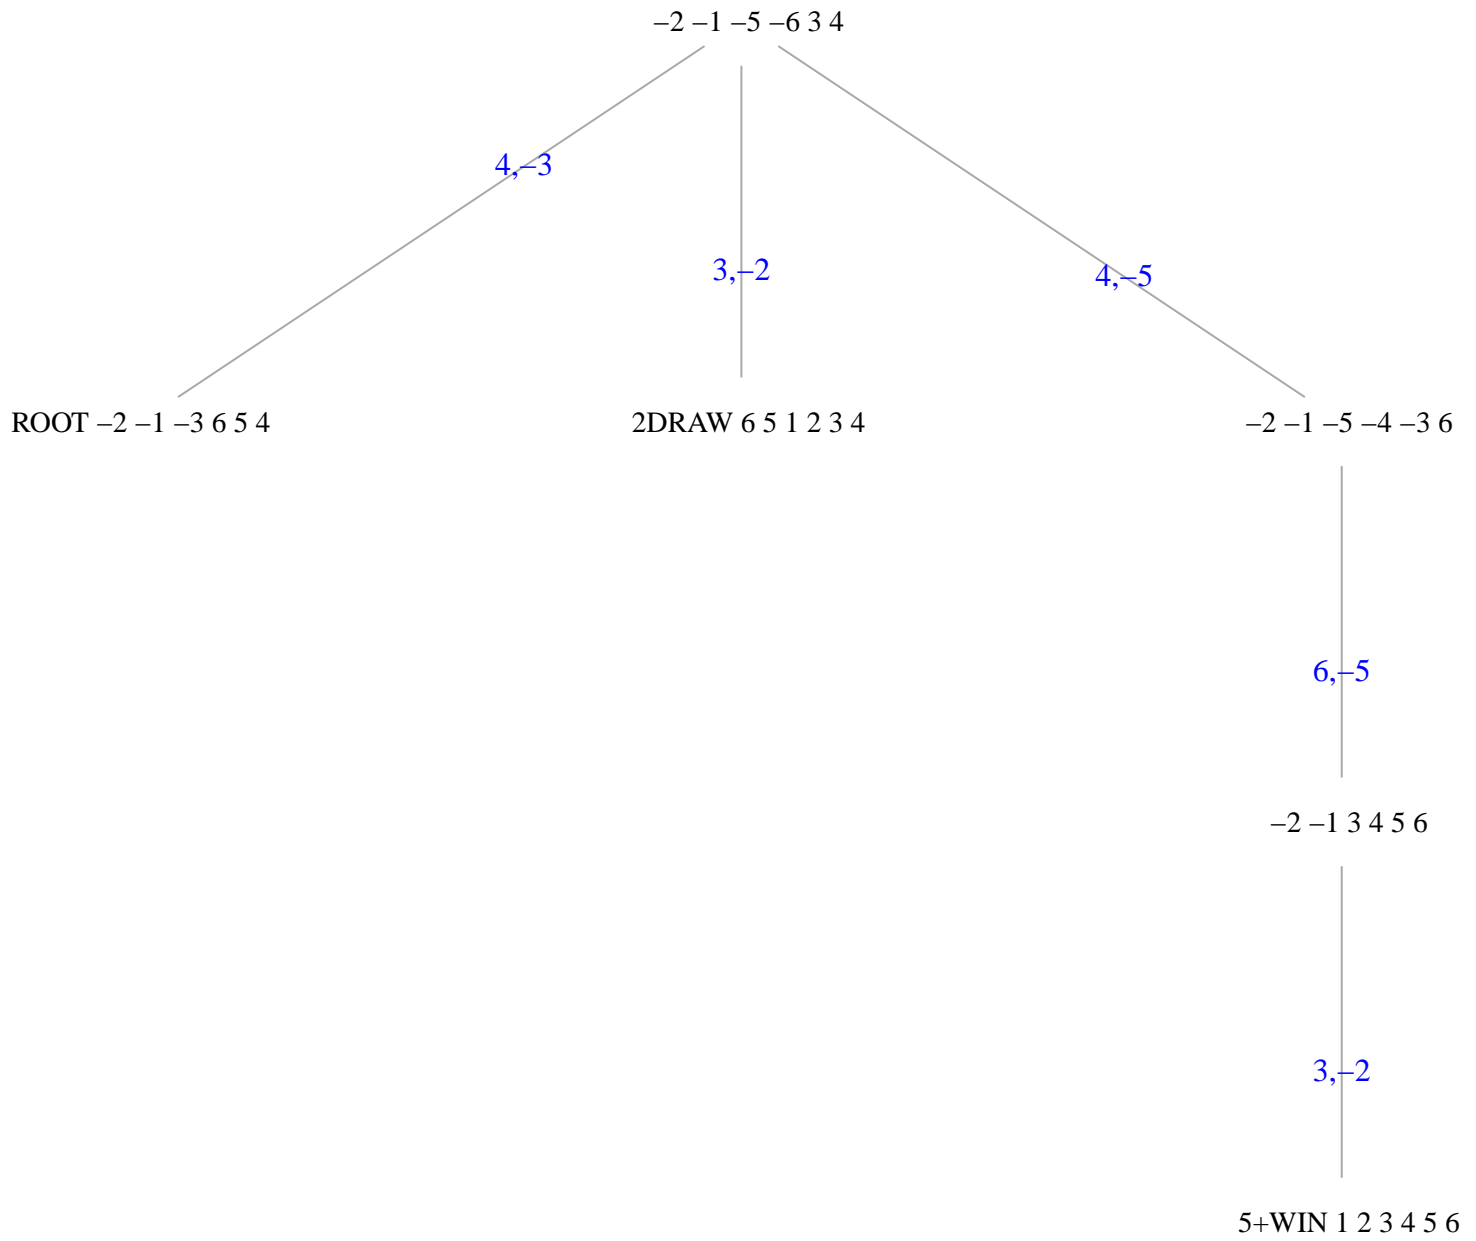 –2 –1 –5 –6 3 4
4,–3
3,–2
4,–5
ROOT –2 –1 –3 6 5 4
2DRAW 6 5 1 2 3 4
–2 –1 –5 –4 –3 6
6,–5
–2 –1 3 4 5 6
3,–2
5+WIN 1 2 3 4 5 6